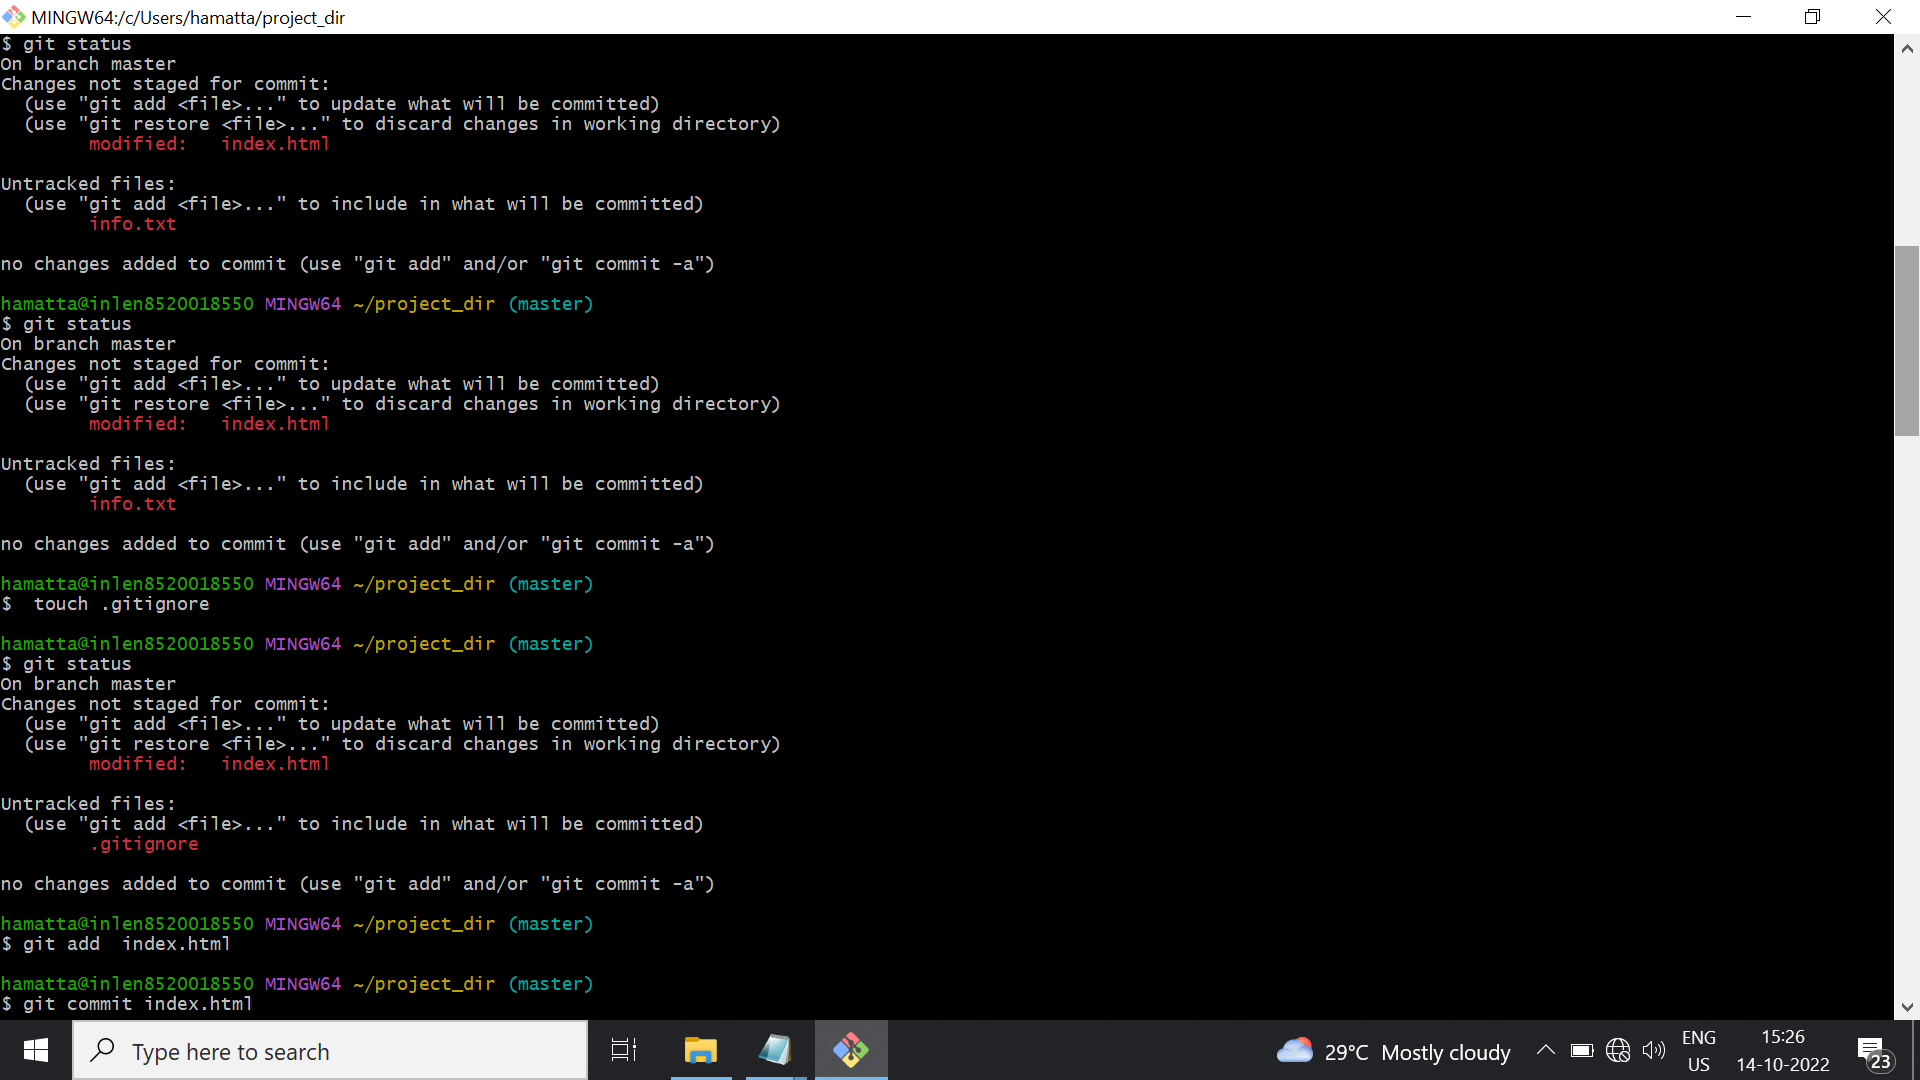 MINGW64:/c/Users/hamatta/project_dir
$ git status
On branch master
Changes not staged for commit:
  (use "git add <file>..." to update what will be committed)
  (use "git restore <file>..." to discard changes in working directory)
        modified:   index.html
Untracked files:
  (use "git add <file>..." to include in what will be committed)
        info.txt
no changes added to commit (use "git add" and/or "git commit -a")
hamatta@inlen8520018550 MINGW64 ~/project_dir (master)
$ git status
On branch master
Changes not staged for commit:
  (use "git add <file>..." to update what will be committed)
  (use "git restore <file>..." to discard changes in working directory)
        modified:   index.html
Untracked files:
  (use "git add <file>..." to include in what will be committed)
        info.txt
no changes added to commit (use "git add" and/or "git commit -a")
hamatta@inlen8520018550 MINGW64 ~/project_dir (master)
$  touch .gitignore
hamatta@inlen8520018550 MINGW64 ~/project_dir (master)
$ git status
On branch master
Changes not staged for commit:
  (use "git add <file>..." to update what will be committed)
  (use "git restore <file>..." to discard changes in working directory)
        modified:   index.html
Untracked files:
  (use "git add <file>..." to include in what will be committed)
        .gitignore
no changes added to commit (use "git add" and/or "git commit -a")
hamatta@inlen8520018550 MINGW64 ~/project_dir (master)
$ git add  index.html
hamatta@inlen8520018550 MINGW64 ~/project_dir (master)
$ git commit index.html
Type here to search
29°C Mostly cloudy
ENG
US
15:26
14-10-2022
23